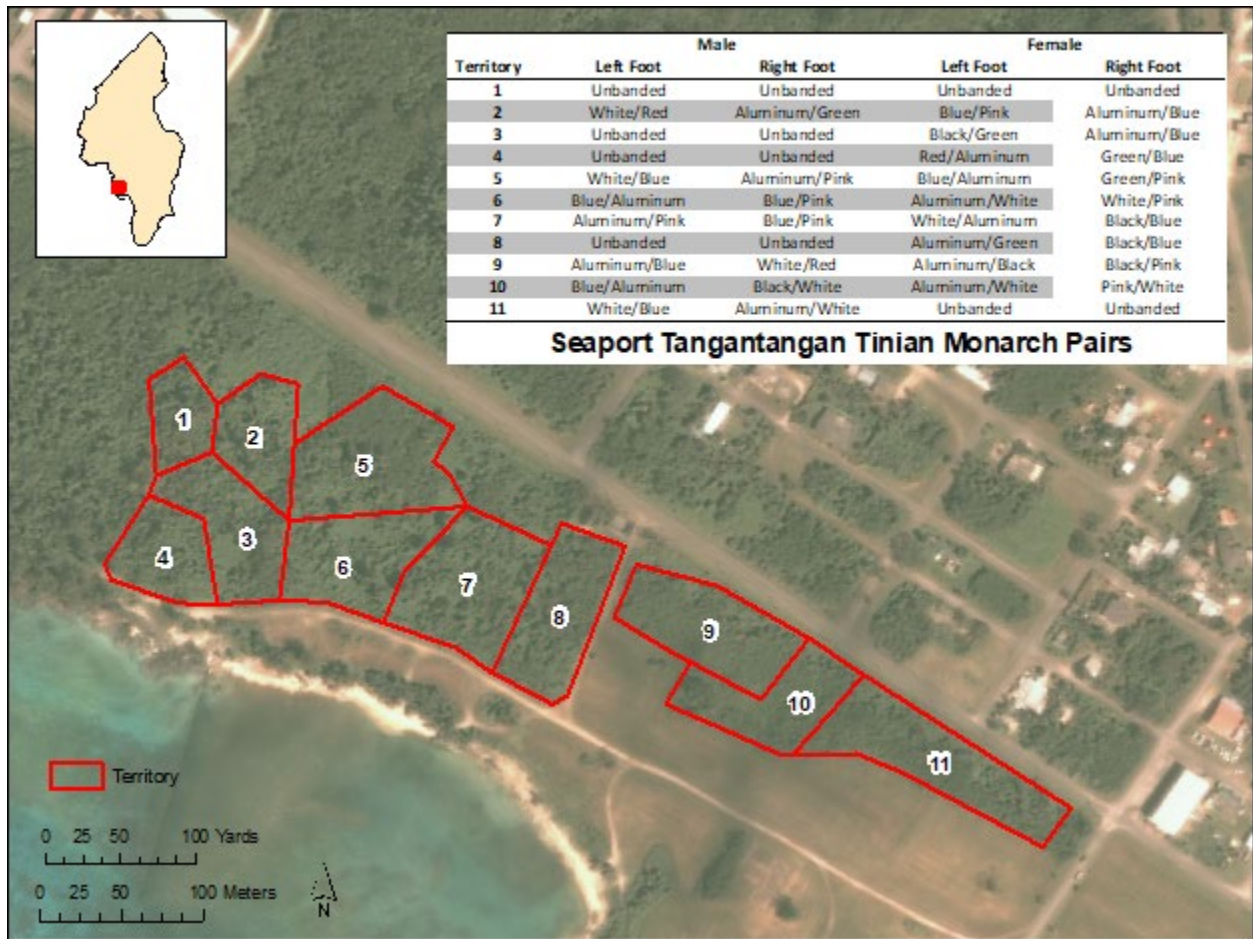 Male Female
Territory Left Foot Right Foot Left Foot Right Foot
1 Unbanded Unbanded Unbanded Unbanded
2 White/Red Aluminum/Green Blue/Pink Aluminum/Blue
3 Unbanded Unbanded Black/Green Aluminum/Blue
4 Unbanded Unbanded Red/Aluminum Green/Blue
5 White/Blue Aluminum/Pink Blue/Aluminum Green/Pink
6 Blue/Aluminum Blue/Pink Aluminum/White White/Pink
7 Aluminum/Pink Blue/Pink White/Aluminum Black/Blue
8 Unbanded Unbanded Aluminum/Green Black/Blue
9 Aluminum/Blue White/Red Aluminum/Black Black/Pink
10 Blue/Aluminum Black/White Aluminum/White Pink/White
11 White/Blue Aluminum/White Unbanded Unbanded
Seaport Tangantangan Tinian Monarch Pairs
1
2
5
3
4
6
7
8
9
10
11
Territory
0 25 50 100 Yards
0 25 50 100 Meters
N